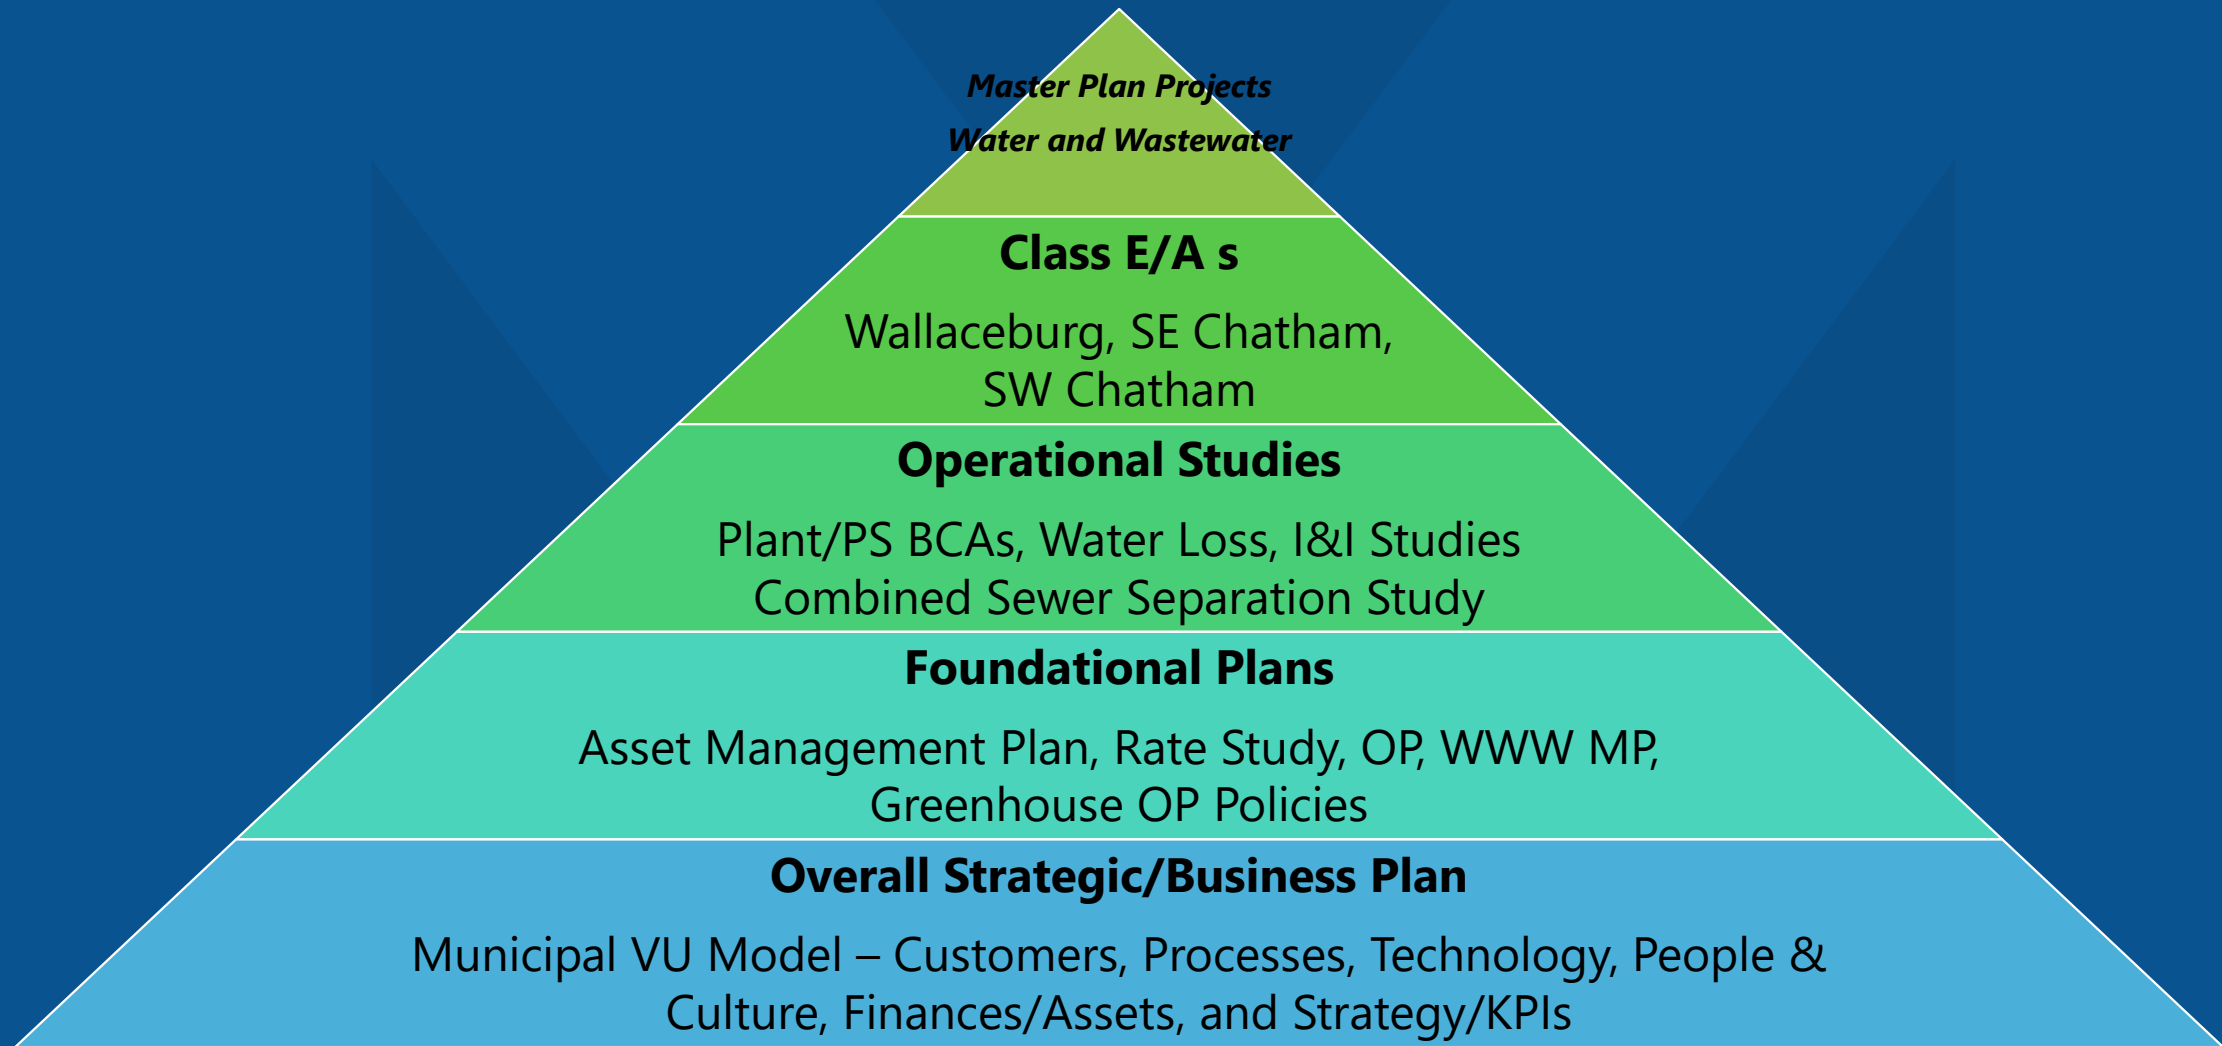 Master Plan Projects
Water and Wastewater
Class E/A s
Wallaceburg, SE Chatham,
SW Chatham
Operational Studies
Plant/PS BCAs, Water Loss, I&I Studies
Combined Sewer Separation Study
Foundational Plans
Asset Management Plan, Rate Study, OP, WWW MP,
Greenhouse OP Policies
Overall Strategic/Business Plan
Municipal VU Model – Customers, Processes, Technology, People &
Culture, Finances/Assets, and Strategy/KPIs